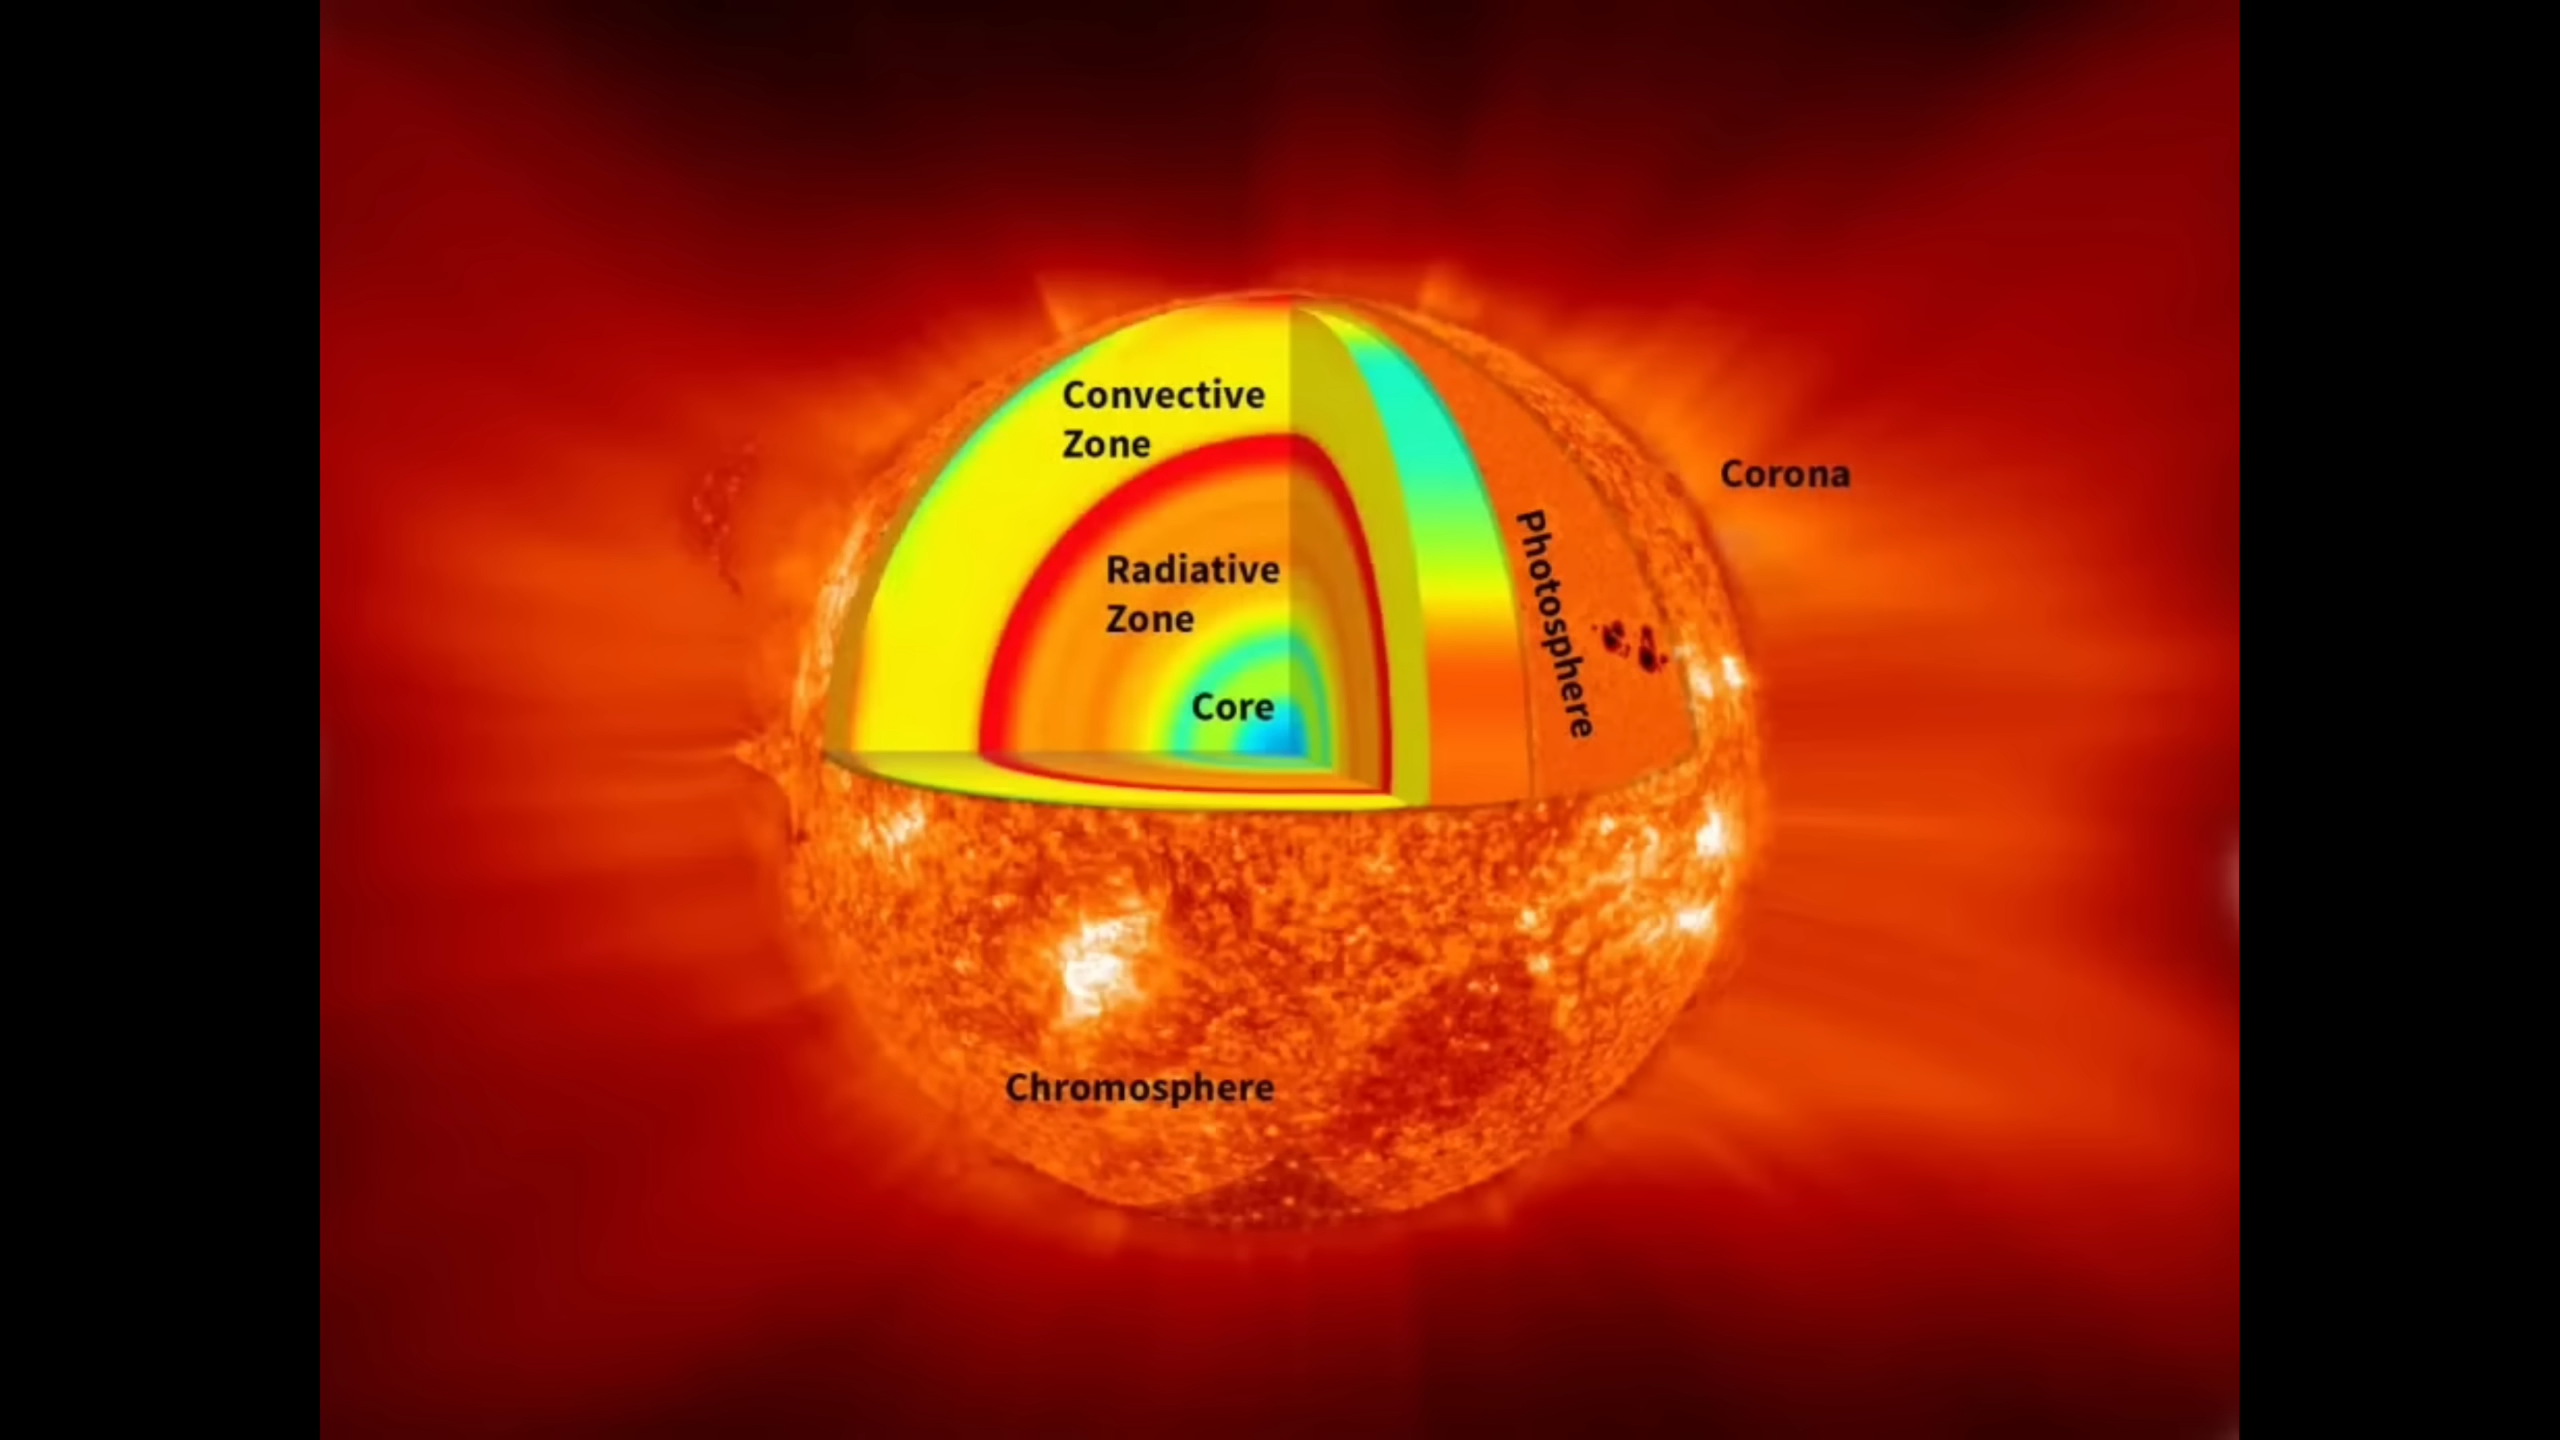 Convective
Zone
Corona
Radiative
Zone
Photosphere
Core
Chromosphere